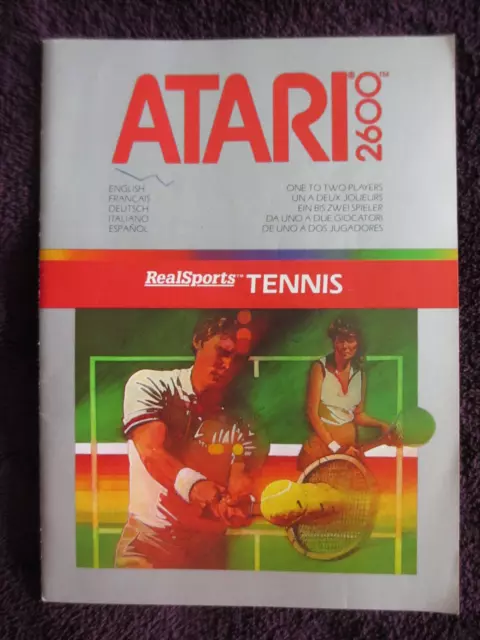 ATARI® 2600™
ENGLISH
FRANÇAIS
DEUTSCH
ITALIANO
ESPAÑOL
ONE TO TWO PLAYERS
UN A DEUX JOUEURS
EIN BIS ZWEI SPIELER
DA UNO A DUE GIOCATORI
DE UNO A DOS JUGADORES
RealSports™ TENNIS